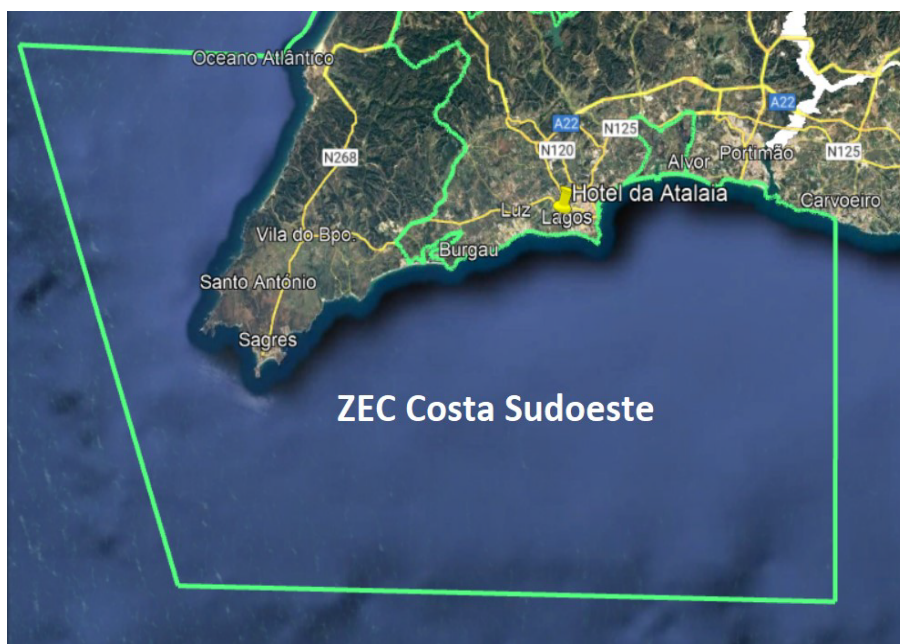 Oceano Atlântico
A22
A22
N125
N120
N268
N125
Alvor
Portimão
Hotel da Atalaia
Carvoeiro
Luz
Lagos
Vila do Bpo.
Burgau
Santo António
Sagres
ZEC Costa Sudoeste